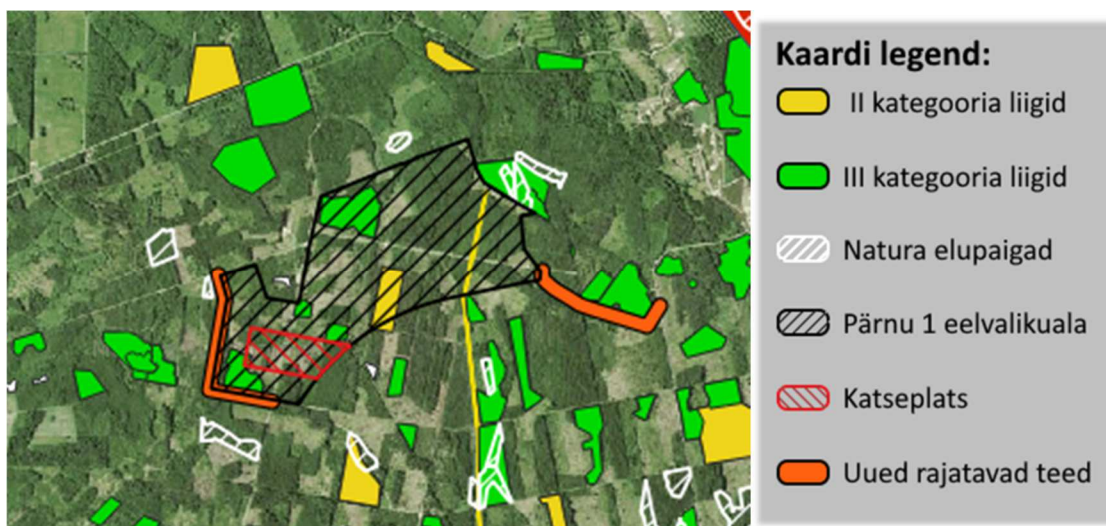 Kaardi legend:
II kategooria liigid
III kategooria liigid
Natura elupaigad
Pärnu 1 eelvalikuala
Katseplats
Uued rajatavad teed